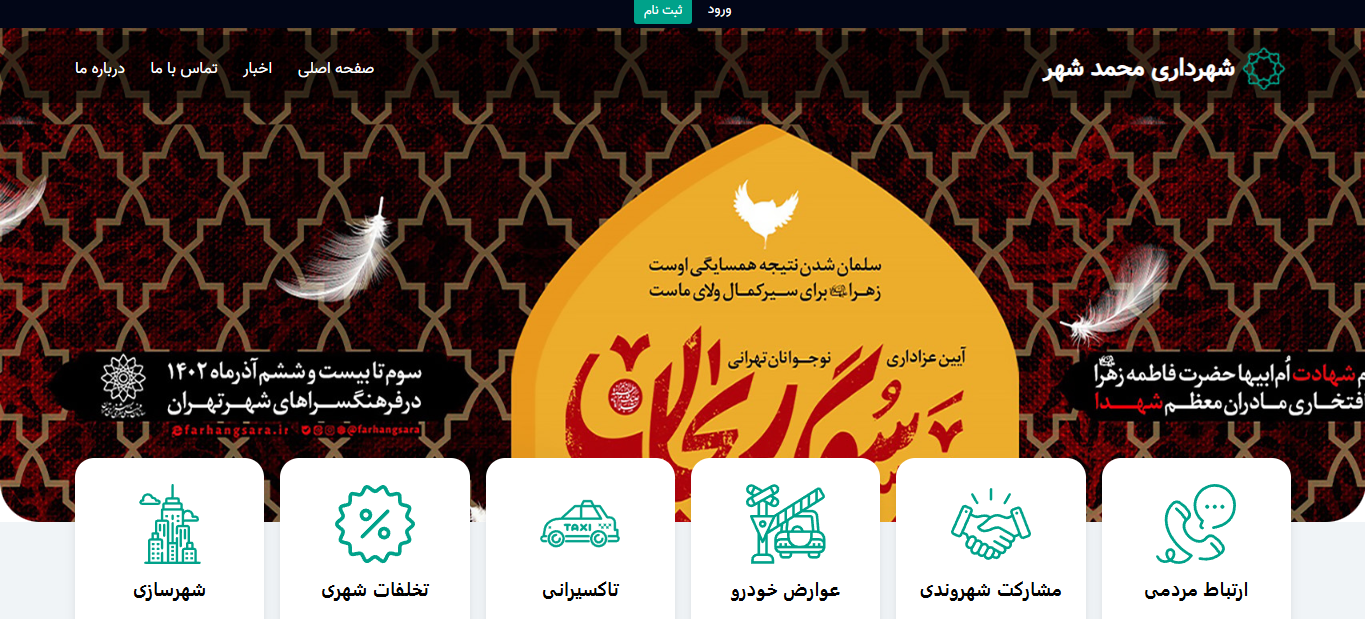 ورود
ثبت نام
شهرداری محمد شهر
صفحه اصلی
اخبار
تماس با ما
درباره ما
سلمان شدن نتیجه همسایگی اوست
زهرا برای سیر کمال ولای ماست
آیین عزاداری
نوجوانان تهرانی
شهادت اُم ابیها حضرت فاطمه زهرا
مادران معظم شهدا
سوم تا بیست و ششم آذرماه ۱۴۰۲
در فرهنگسراهای شهر تهران
@farhangsara
farhangsara.ir
TAXI
ارتباط مردمی
مشارکت شهروندی
عوارض خودرو
تاکسیرانی
تخلفات شهری
شهرسازی